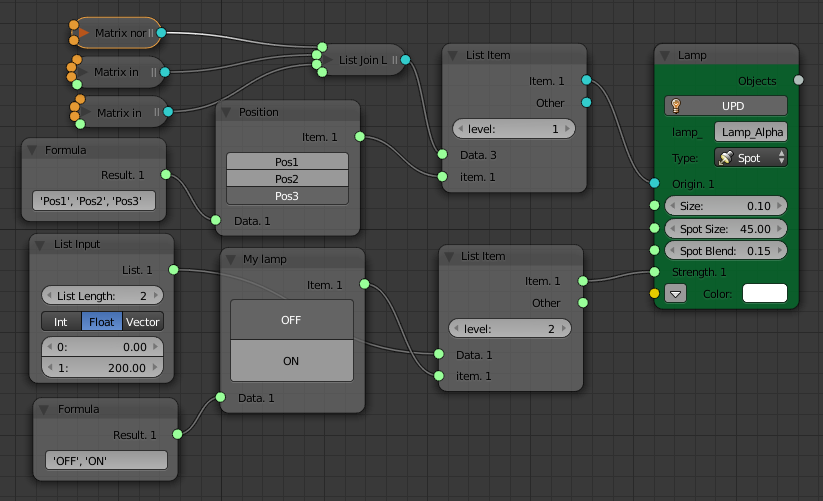 Matrix nor
Matrix in
Matrix in
List Join L
Formula
Result. 1
'Pos1', 'Pos2', 'Pos3'
Position
Item. 1
Pos1
Pos2
Pos3
Data. 1
List Item
Item. 1
Other
level: 1
Data. 3
item. 1
Lamp
Objects
UPD
lamp_ Lamp_Alpha
Type: Spot
Origin. 1
Size: 0.10
Spot Size: 45.00
Spot Blend: 0.15
Strength. 1
Color:
List Input
List. 1
List Length: 2
Int Float Vector
0: 0.00
1: 200.00
My lamp
Item. 1
OFF
ON
Data. 1
List Item
Item. 1
Other
level: 2
Data. 1
item. 1
Formula
Result. 1
'OFF', 'ON'